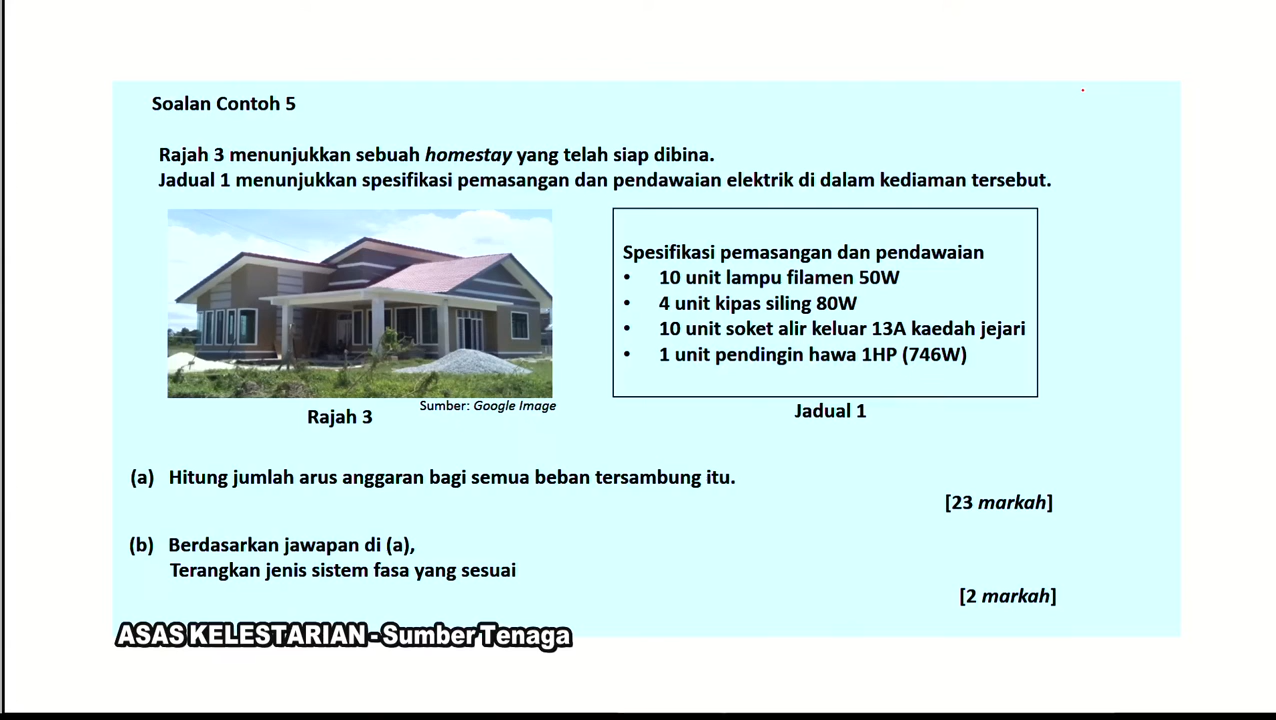 Soalan Contoh 5
Rajah 3 menunjukkan sebuah homestay yang telah siap dibina.
Jadual 1 menunjukkan spesifikasi pemasangan dan pendawaian elektrik di dalam kediaman tersebut.
Sumber: Google Image
Rajah 3
Spesifikasi pemasangan dan pendawaian
• 10 unit lampu filamen 50W
• 4 unit kipas siling 80W
• 10 unit soket alir keluar 13A kaedah jejari
• 1 unit pendingin hawa 1HP (746W)
Jadual 1
(a) Hitung jumlah arus anggaran bagi semua beban tersambung itu.
[23 markah]
(b) Berdasarkan jawapan di (a),
Terangkan jenis sistem fasa yang sesuai
[2 markah]
ASAS KELESTARIAN - Sumber Tenaga